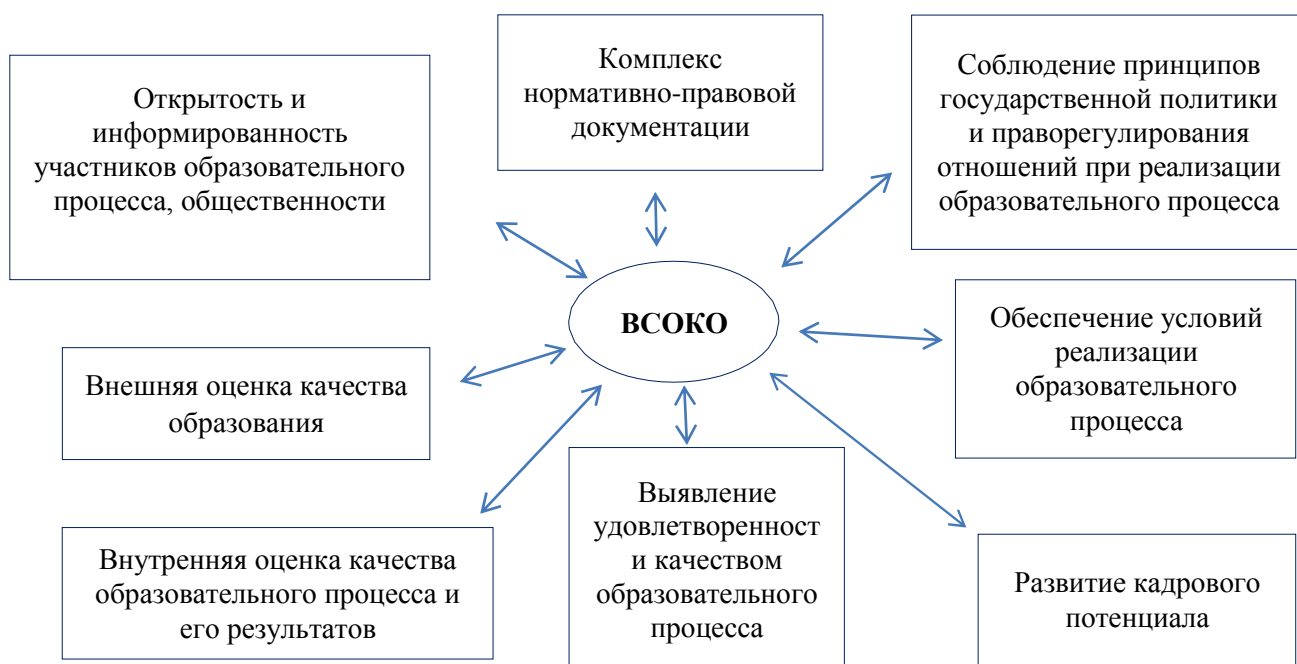 Открытость и
информированность
участников образовательного
процесса, общественности
Комплекс
нормативно-правовой
документации
Соблюдение принципов
государственной политики
и праворегулирования
отношений при реализации
образовательного процесса
ВСОКО
Внешняя оценка качества
образования
Обеспечение условий
реализации
образовательного
процесса
Внутренняя оценка качества
образовательного процесса и
его результатов
Выявление
удовлетворенност
и качеством
образовательного
процесса
Развитие кадрового
потенциала